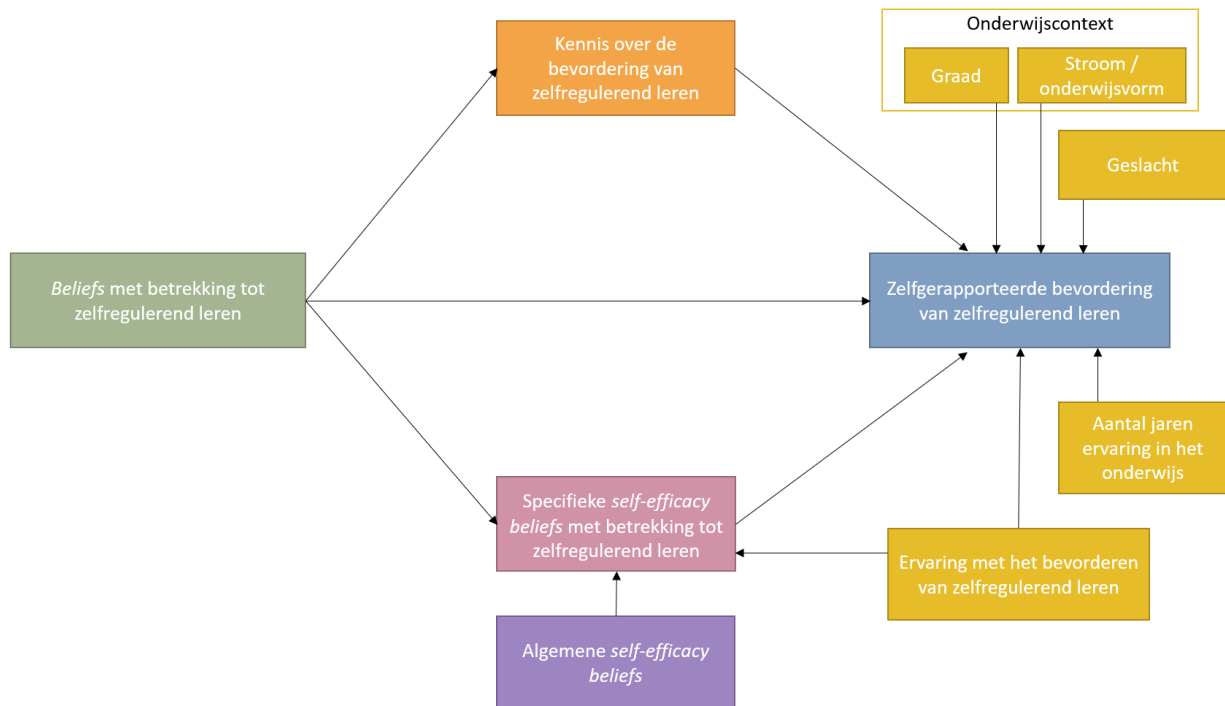 Kennis over de
bevordering van
zelfregulerend leren
Onderwijscontext
Graad
Stroom /
onderwijsvorm
Geslacht
Beliefs met betrekking tot
zelfregulerend leren
Zelfgerapporteerde bevordering
van zelfregulerend leren
Aantal jaren
ervaring in het
onderwijs
Specifieke self-efficacy
beliefs met betrekking tot
zelfregulerend leren
Ervaring met het bevorderen
van zelfregulerend leren
Algemene self-efficacy
beliefs